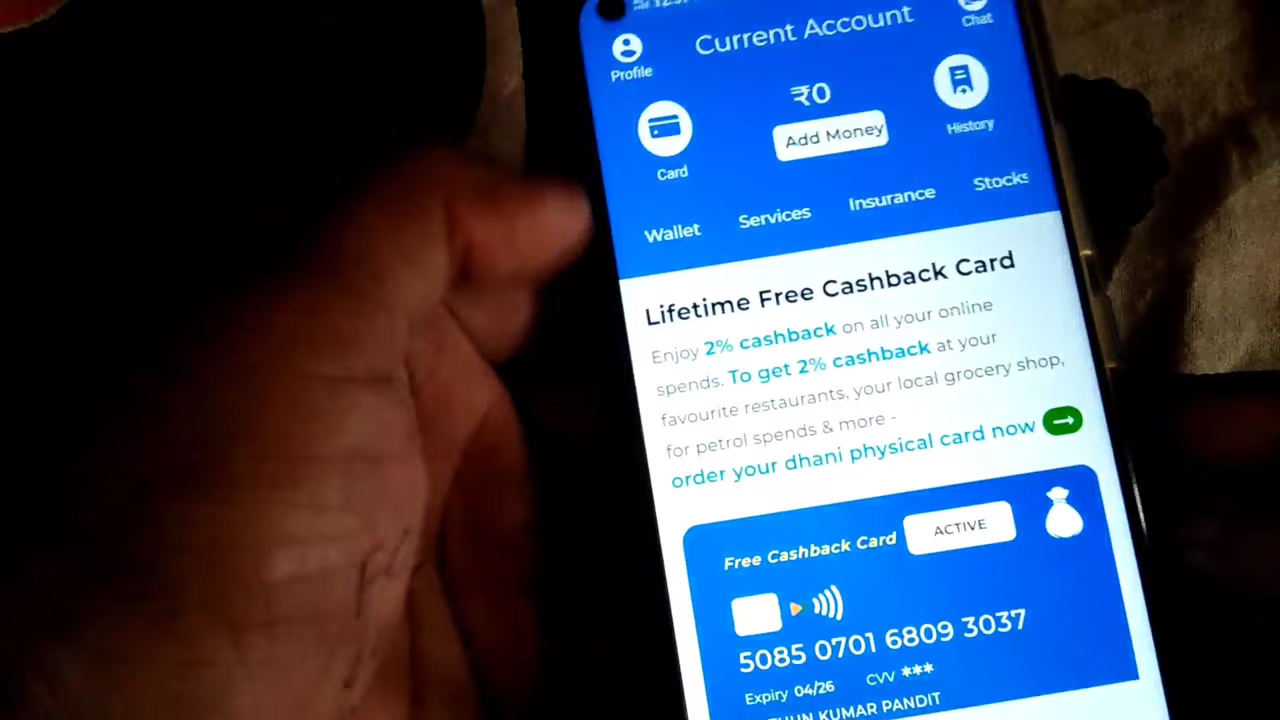 Current Account
Profile
Chat
₹0
Add Money
Card
History
Wallet Services Insurance Stocks
Lifetime Free Cashback Card
Enjoy 2% cashback on all your online
spends. To get 2% cashback at your
favourite restaurants, your local grocery shop,
for petrol spends & more -
order your dhani physical card now
Free Cashback Card ACTIVE
5085 0701 6809 3037
Expiry 04/26 CVV ***
KUMAR PANDIT